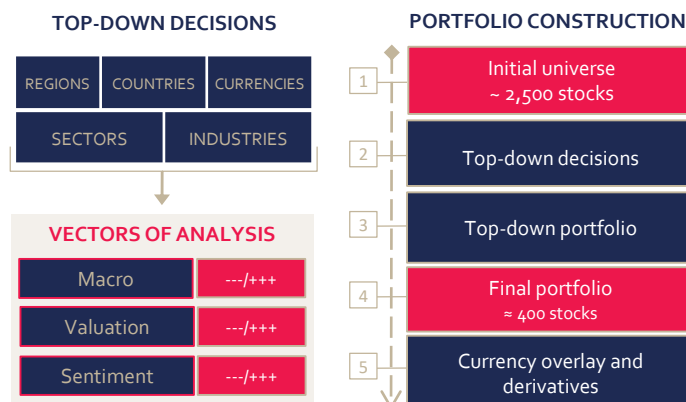 TOP-DOWN DECISIONS
REGIONS
COUNTRIES
CURRENCIES
SECTORS
INDUSTRIES
VECTORS OF ANALYSIS
Macro
---/+++
Valuation
---/+++
Sentiment
---/+++
PORTFOLIO CONSTRUCTION
1
Initial universe
~ 2,500 stocks
2
Top-down decisions
3
Top-down portfolio
4
Final portfolio
≈ 400 stocks
5
Currency overlay and
derivatives